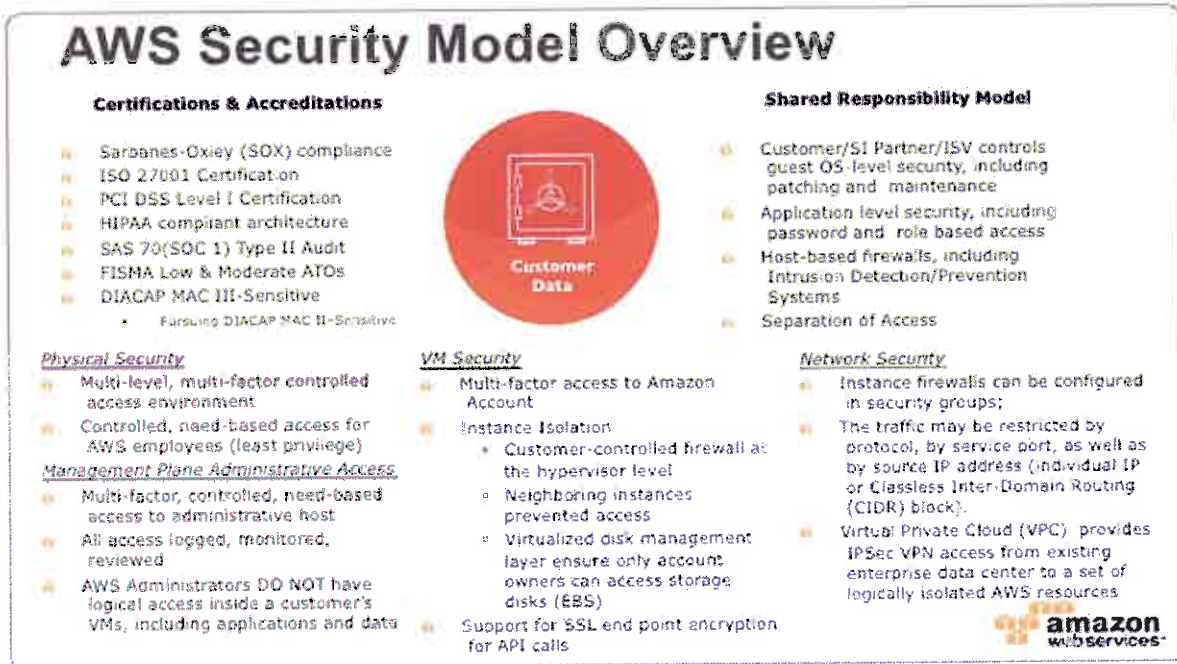 AWS Security Model Overview
Certifications & Accreditations
Sarbanes-Oxley (SOX) compliance
ISO 27001 Certification
PCI DSS Level I Certification
HIPAA compliant architecture
SAS 70(SOC 1) Type II Audit
FISMA Low & Moderate ATOs
DIACAP MAC III-Sensitive
Pursuing DIACAP MAC II-Sensitive
Customer
Data
Shared Responsibility Model
Customer/SI Partner/ISV controls
guest OS-level security, including
patching and maintenance
Application level security, including
password and role based access
Host-based firewalls, including
Intrusion Detection/Prevention
Systems
Separation of Access
Physical Security
Multi-level, multi-factor controlled
access environment
Controlled, need-based access for
AWS employees (least privilege)
Management Plane Administrative Access
Multi-factor, controlled, need-based
access to administrative host
All access logged, monitored,
reviewed
AWS Administrators DO NOT have
logical access inside a customer's
VMs, including applications and data
VM Security
Multi-factor access to Amazon
Account
Instance Isolation
Customer-controlled firewall at
the hypervisor level
Neighboring instances
prevented access
Virtualized disk management
layer ensure only account
owners can access storage
disks (EBS)
Support for SSL end point encryption
for API calls
Network Security
Instance firewalls can be configured
in security groups;
The traffic may be restricted by
protocol, by service port, as well as
by source IP address (individual IP
or Classless Inter-Domain Routing
(CIDR) block).
Virtual Private Cloud (VPC) provides
IPSec VPN access from existing
enterprise data center to a set of
logically isolated AWS resources
amazon
webservices™